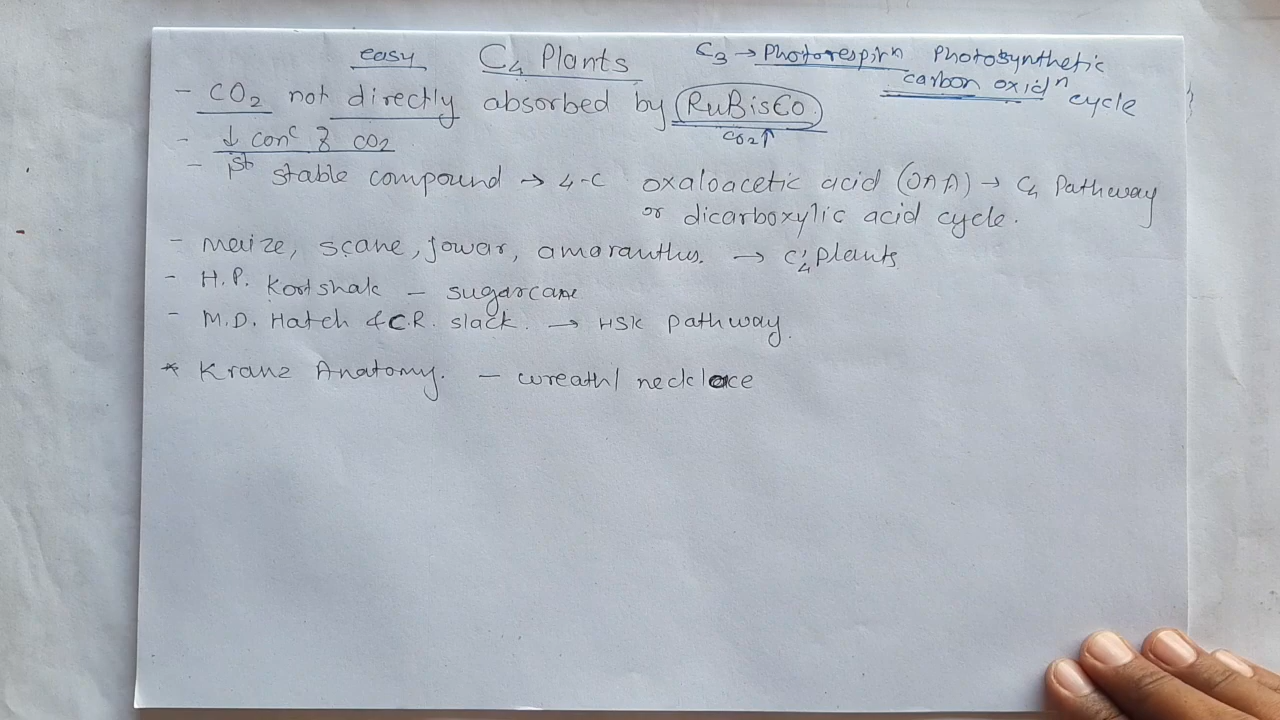 easy C4 Plants C3 → Photorespirn Photosynthetic
carbon oxidn cycle
- CO2 not directly absorbed by RuBisCo.
CO2↑
- ↓ conc of CO2
- 1st stable compound → 4-C oxaloacetic acid (OAA) → C4 Pathway
or dicarboxylic acid cycle.
- Maize, scane, jowar, amaranthus. → C4 plants
- H.P. Kortshak - sugarcane
- M.D. Hatch & C.R. slack. → HSK pathway.
* Kranz Anatomy. - wreath/ necklace